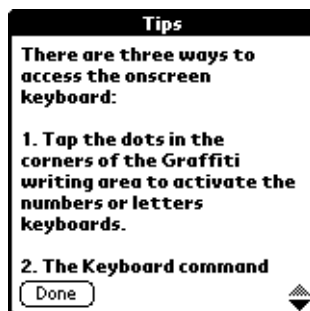 Tips
There are three ways to
access the onscreen
keyboard:
1. Tap the dots in the
corners of the Graffiti
writing area to activate the
numbers or letters
keyboards.
2. The Keyboard command
Done